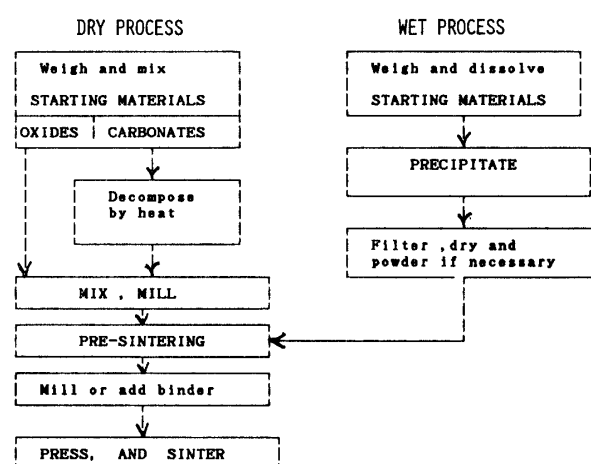 DRY PROCESS
Weigh and mix
STARTING MATERIALS
OXIDES CARBONATES
Decompose
by heat
MIX , MILL
PRE-SINTERING
Mill or add binder
PRESS, AND SINTER
WET PROCESS
Weigh and dissolve
STARTING MATERIALS
PRECIPITATE
Filter ,dry and
powder if necessary